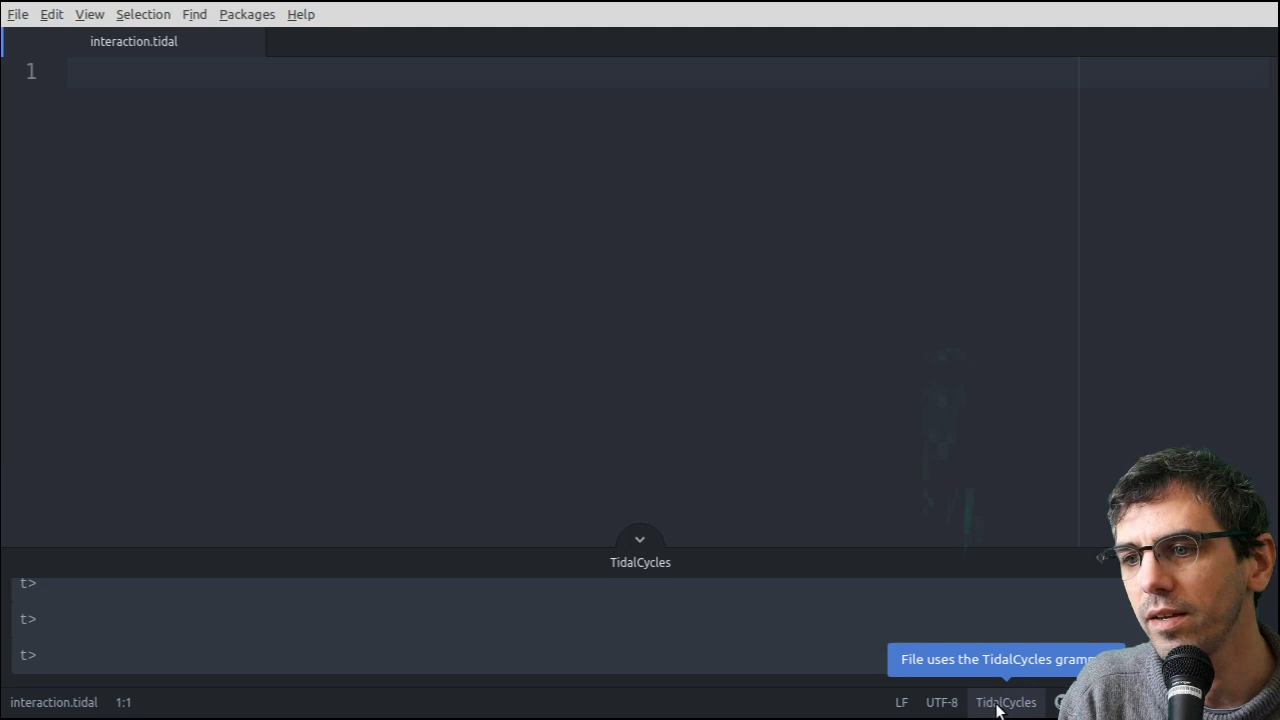 File Edit View Selection Find Packages Help
interaction.tidal
1
TidalCycles
t>
t>
t>
File uses the TidalCycles
interaction.tidal 1:1 LF UTF-8 TidalCycles